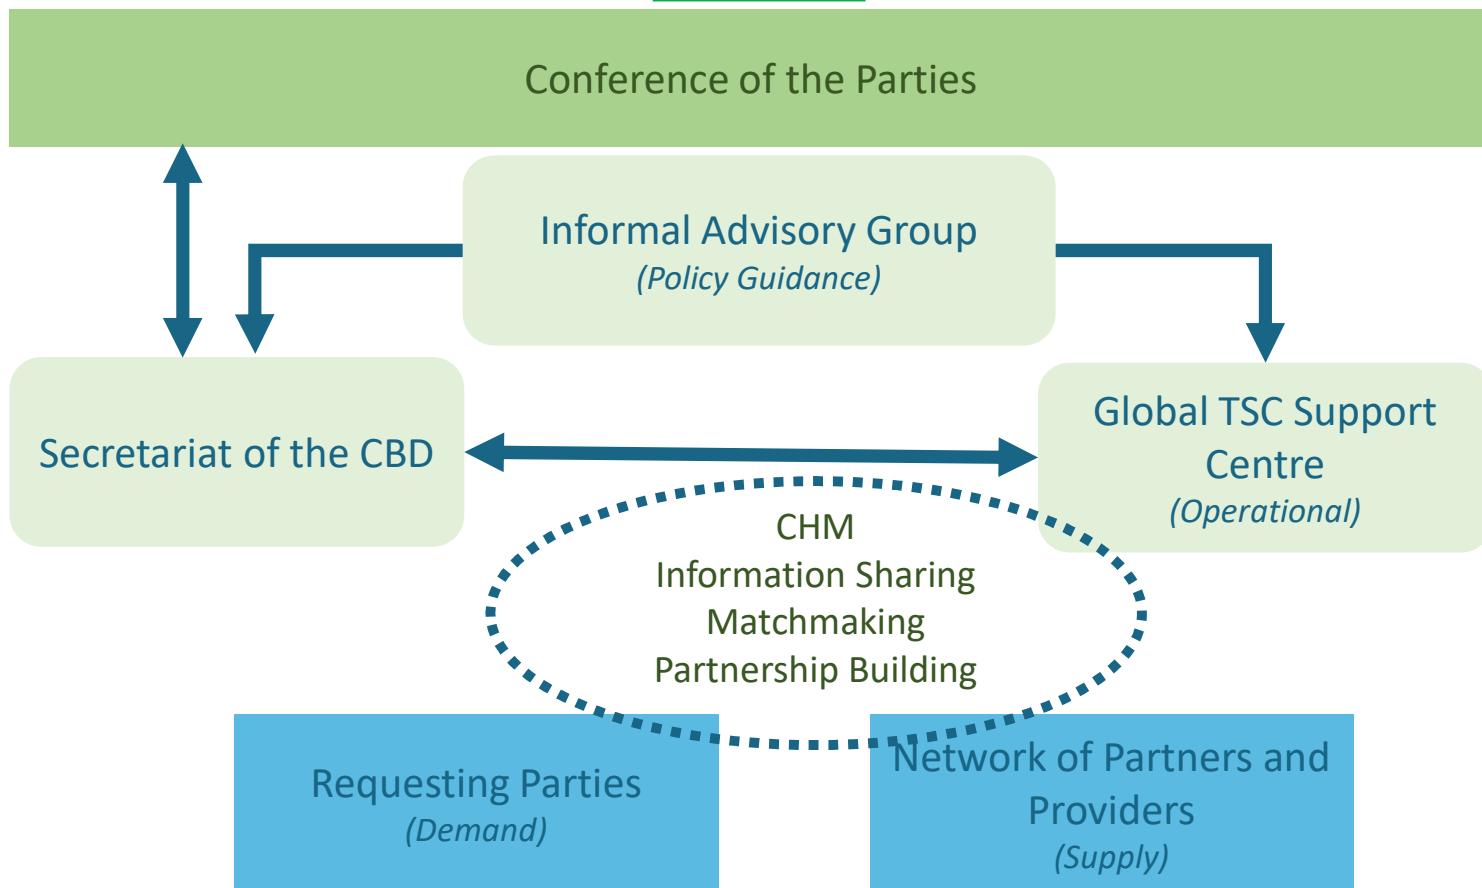 Conference of the Parties
Informal Advisory Group
(Policy Guidance)
Secretariat of the CBD
Global TSC Support
Centre
(Operational)
CHM
Information Sharing
Matchmaking
Partnership Building
Requesting Parties
(Demand)
Network of Partners and
Providers
(Supply)